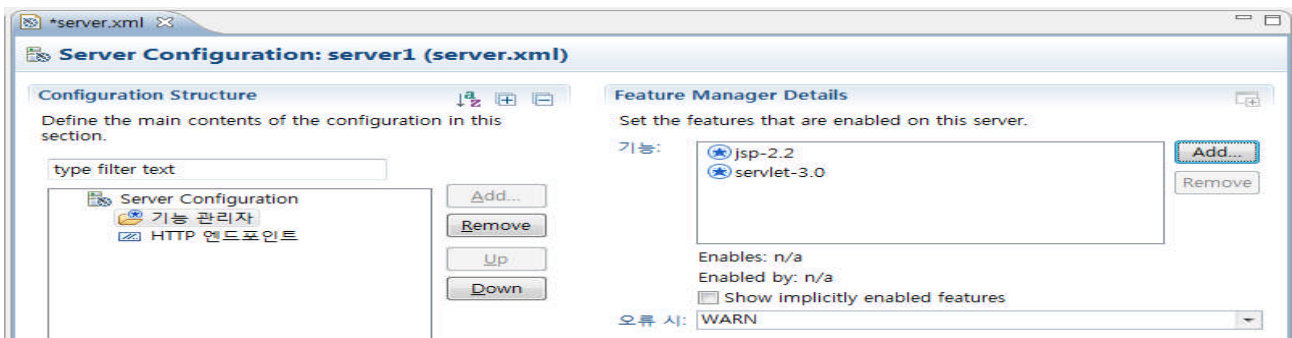 *server.xml
Server Configuration: server1 (server.xml)
Configuration Structure
Define the main contents of the configuration in this
section.
type filter text
Server Configuration
기능 관리자
HTTP 엔드포인트
Add...
Remove
Up
Down
Feature Manager Details
Set the features that are enabled on this server.
기능:
jsp-2.2
servlet-3.0
Add...
Remove
Enables: n/a
Enabled by: n/a
Show implicitly enabled features
오류 시: WARN